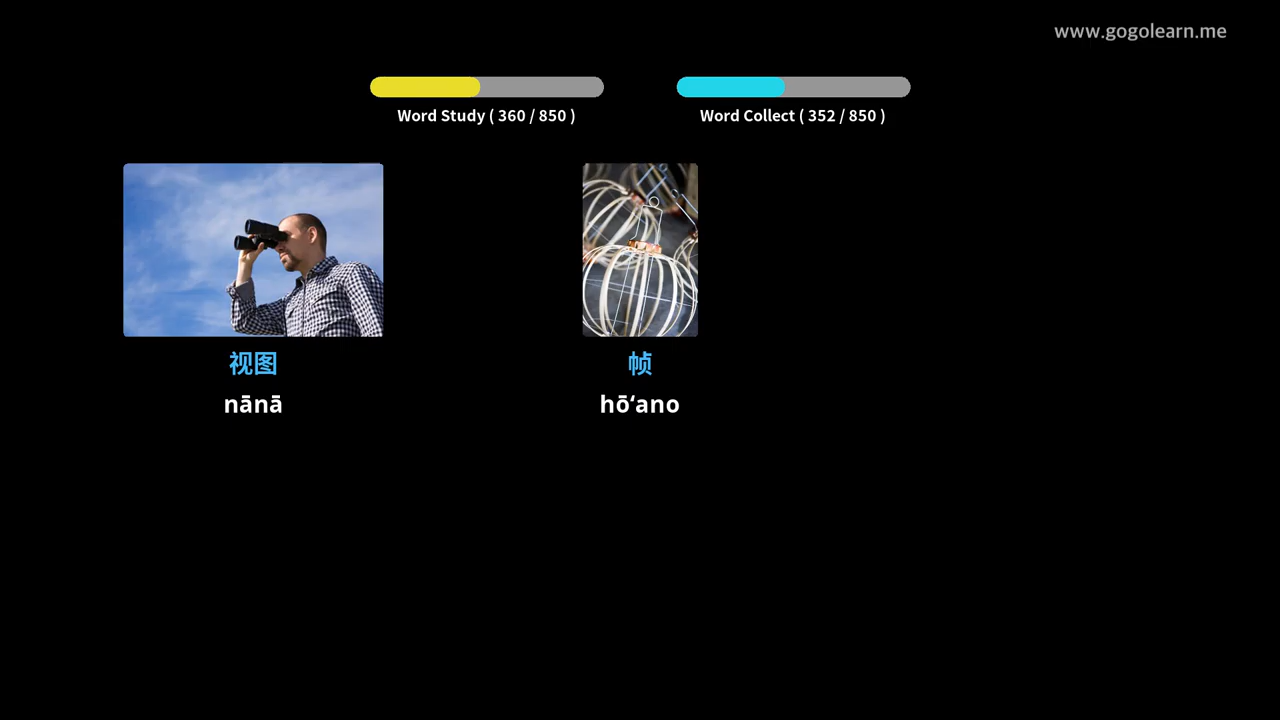 www.gogolearn.me
Word Study ( 360 / 850 )
Word Collect ( 352 / 850 )
视图
nānā
帧
hōʻano